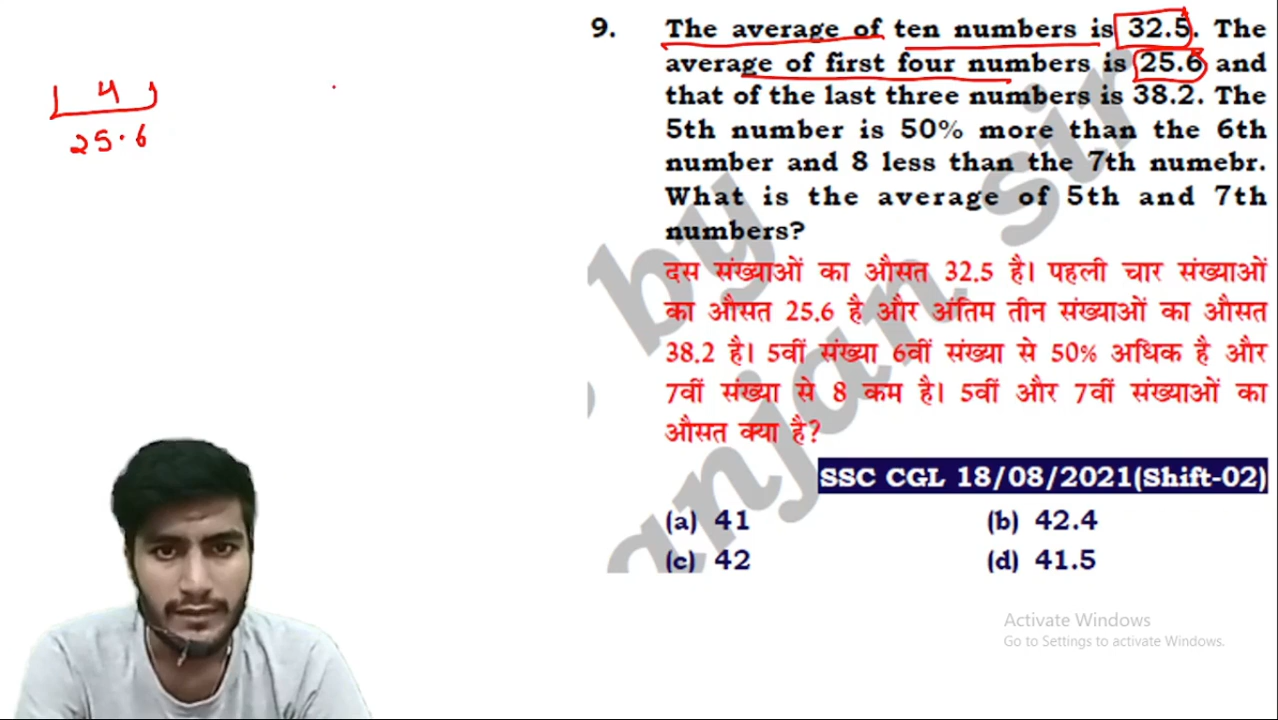 9. The average of ten numbers is 32.5. The
average of first four numbers is 25.6 and
that of the last three numbers is 38.2. The
5th number is 50% more than the 6th
number and 8 less than the 7th numebr.
What is the average of 5th and 7th
numbers?
दस संख्याओं का औसत 32.5 है। पहली चार संख्याओं
का औसत 25.6 है और अंतिम तीन संख्याओं का औसत
38.2 है। 5वीं संख्या 6वीं संख्या से 50% अधिक है और
7वीं संख्या से 8 कम है। 5वीं और 7वीं संख्याओं का
औसत क्या है?
SSC CGL 18/08/2021(Shift-02)
(a) 41 (b) 42.4
(c) 42 (d) 41.5
4
25.6
by
anjan sir
Activate Windows
Go to Settings to activate Windows.